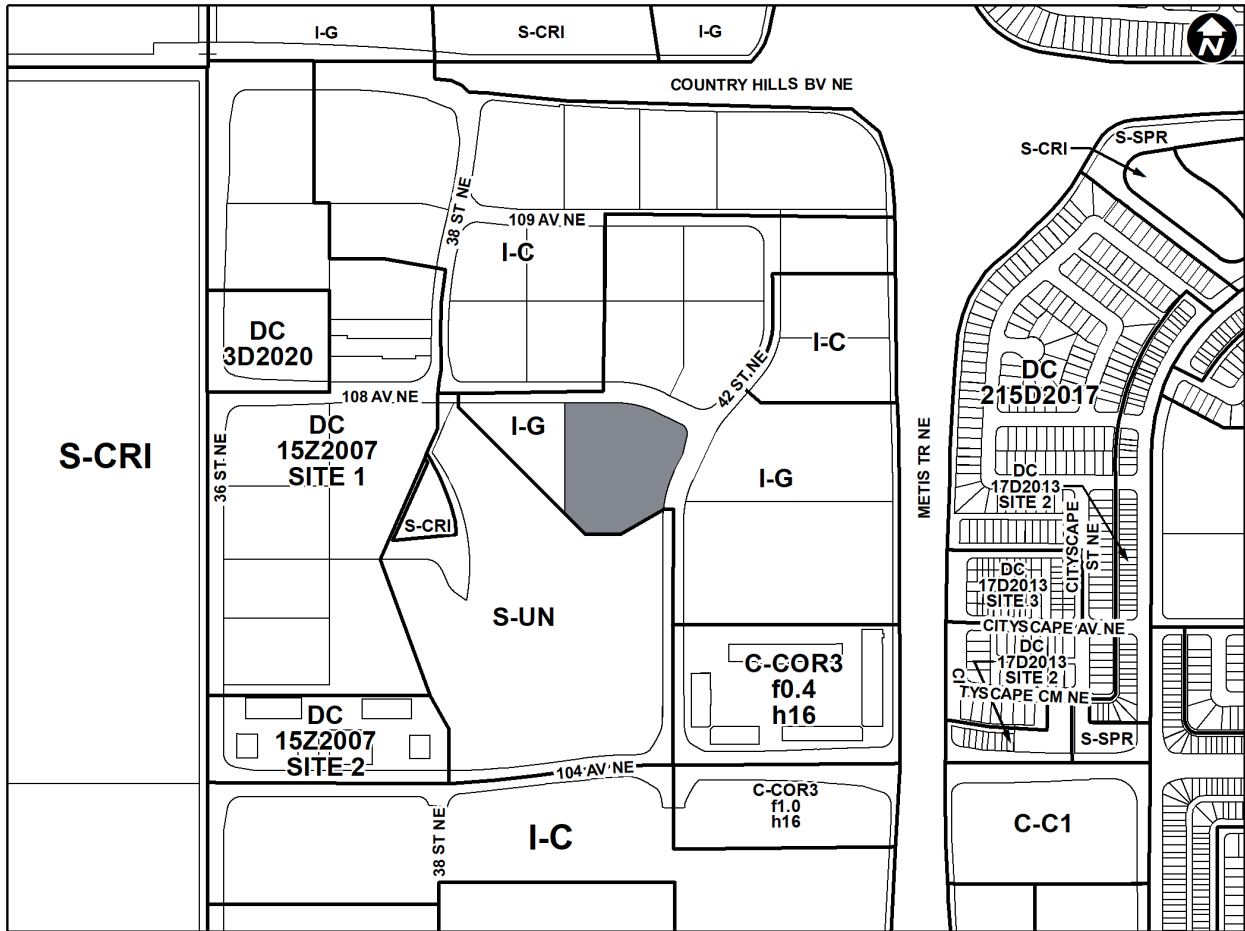 I-G
S-CRI
I-G
N
COUNTRY HILLS BV NE
S-SPR
S-CRI
38 ST NE
109 AV NE
I-C
DC
3D2020
I-C
42 ST NE
DC
215D2017
108 AV NE
I-G
DC
15Z2007
SITE 1
S-CRI
36 ST NE
I-G
METIS TR NE
DC
17D2013
SITE 2
CITYSCAPE
ST NE
S-CRI
DC
17D2013
SITE 3
S-UN
CITYSCAPE AV NE
C-COR3
f0.4
h16
DC
17D2013
SITE 2
CITYSCAPE CM NE
DC
15Z2007
SITE 2
S-SPR
104 AV NE
C-COR3
f1.0
h16
38 ST NE
I-C
C-C1